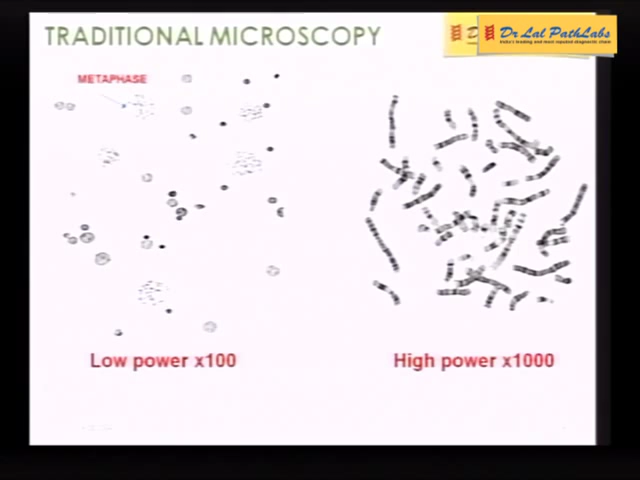 TRADITIONAL MICROSCOPY
Dr Lal PathLabs
METAPHASE
Low power x100
High power x1000